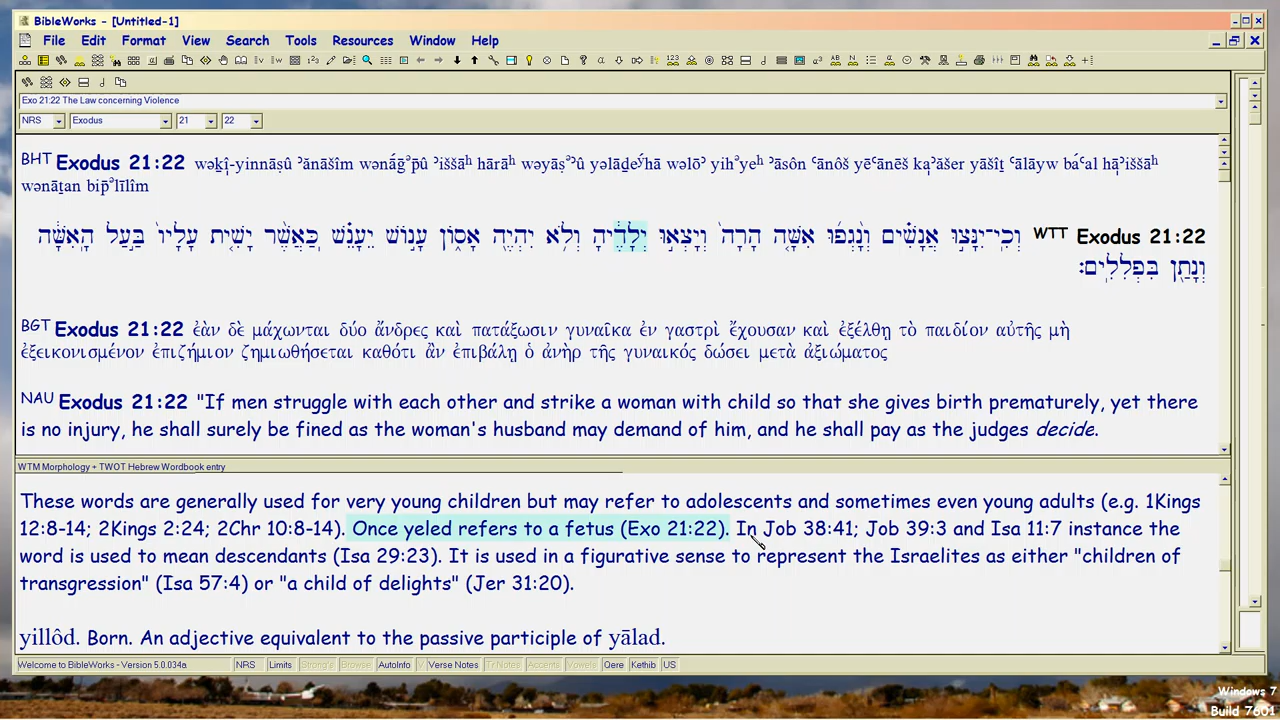 BibleWorks - [Untitled-1]
File Edit Format View Search Tools Resources Window Help
Exo 21:22 The Law concerning Violence
NRS Exodus 21 22
BHT Exodus 21:22 wəḵî-yinnāṣû ʾănāšîm wənāḡəp̄û ʾiššâ hārâ wəyāṣəʾû yəlāḏeʸhā wəlōʾ yihyeʰ ʾāsôn ʿānôš yēʿānēš kaʾăšer yāšîṯ ʿālāyw baʿal hāʾiššâ
wənāṯan bip̄lilîm
WTT Exodus 21:22 וְכִֽי־יִנָּצ֣וּ אֲנָשִׁ֗ים וְנָ֨גְפ֜וּ אִשָּׁ֤ה הָרָה֙ וְיָצְא֣וּ יְלָדֶ֔יהָ וְלֹ֥א יִהְיֶ֖ה אָס֑וֹן עָנ֣וֹשׁ יֵעָנֵ֗שׁ כַּֽאֲשֶׁ֨ר יָשִׁ֤ית עָלָיו֙ בַּ֣עַל הָֽאִשָּׁ֔ה
וְנָתַ֖ן בִּפְלִלִֽים׃
BGT Exodus 21:22 ἐὰν δὲ μάχωνται δύο ἄνδρες καὶ πατάξωσιν γυναῖκα ἐν γαστρὶ ἔχουσαν καὶ ἐξέλθῃ τὸ παιδίον αὐτῆς μὴ
ἐξεικονισμένον ἐπιζήμιον ζημιωθήσεται καθότι ἂν ἐπιβάλῃ ὁ ἀνὴρ τῆς γυναικός δώσει μετὰ ἀξιώματος
NAU Exodus 21:22 "If men struggle with each other and strike a woman with child so that she gives birth prematurely, yet there
is no injury, he shall surely be fined as the woman's husband may demand of him, and he shall pay as the judges decide.
WTM Morphology + TWOT Hebrew Wordbook entry
These words are generally used for very young children but may refer to adolescents and sometimes even young adults (e.g. 1Kings
12:8-14; 2Kings 2:24; 2Chr 10:8-14). Once yeled refers to a fetus (Exo 21:22). In Job 38:41; Job 39:3 and Isa 11:7 instance the
word is used to mean descendants (Isa 29:23). It is used in a figurative sense to represent the Israelites as either "children of
transgression" (Isa 57:4) or "a child of delights" (Jer 31:20).
yillôd. Born. An adjective equivalent to the passive participle of yālad.
Welcome to BibleWorks - Version 5.0.034a NRS Limits Strong's Browse AutoInfo V Verse Notes Tr Notes Accents Vowels Qere Kethib US
Windows 7
Build 7601